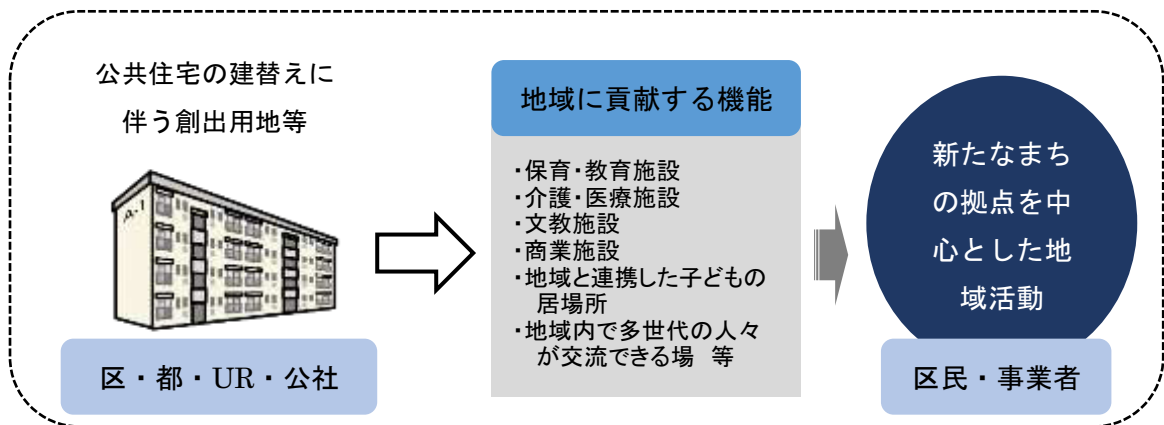 公共住宅の建替えに
伴う創出用地等
A-1
区・都・UR・公社
地域に貢献する機能
・保育・教育施設
・介護・医療施設
・文教施設
・商業施設
・地域と連携した子どもの
居場所
・地域内で多世代の人々
が交流できる場　等
新たなまち
の拠点を中
心とした地
域活動
区民・事業者